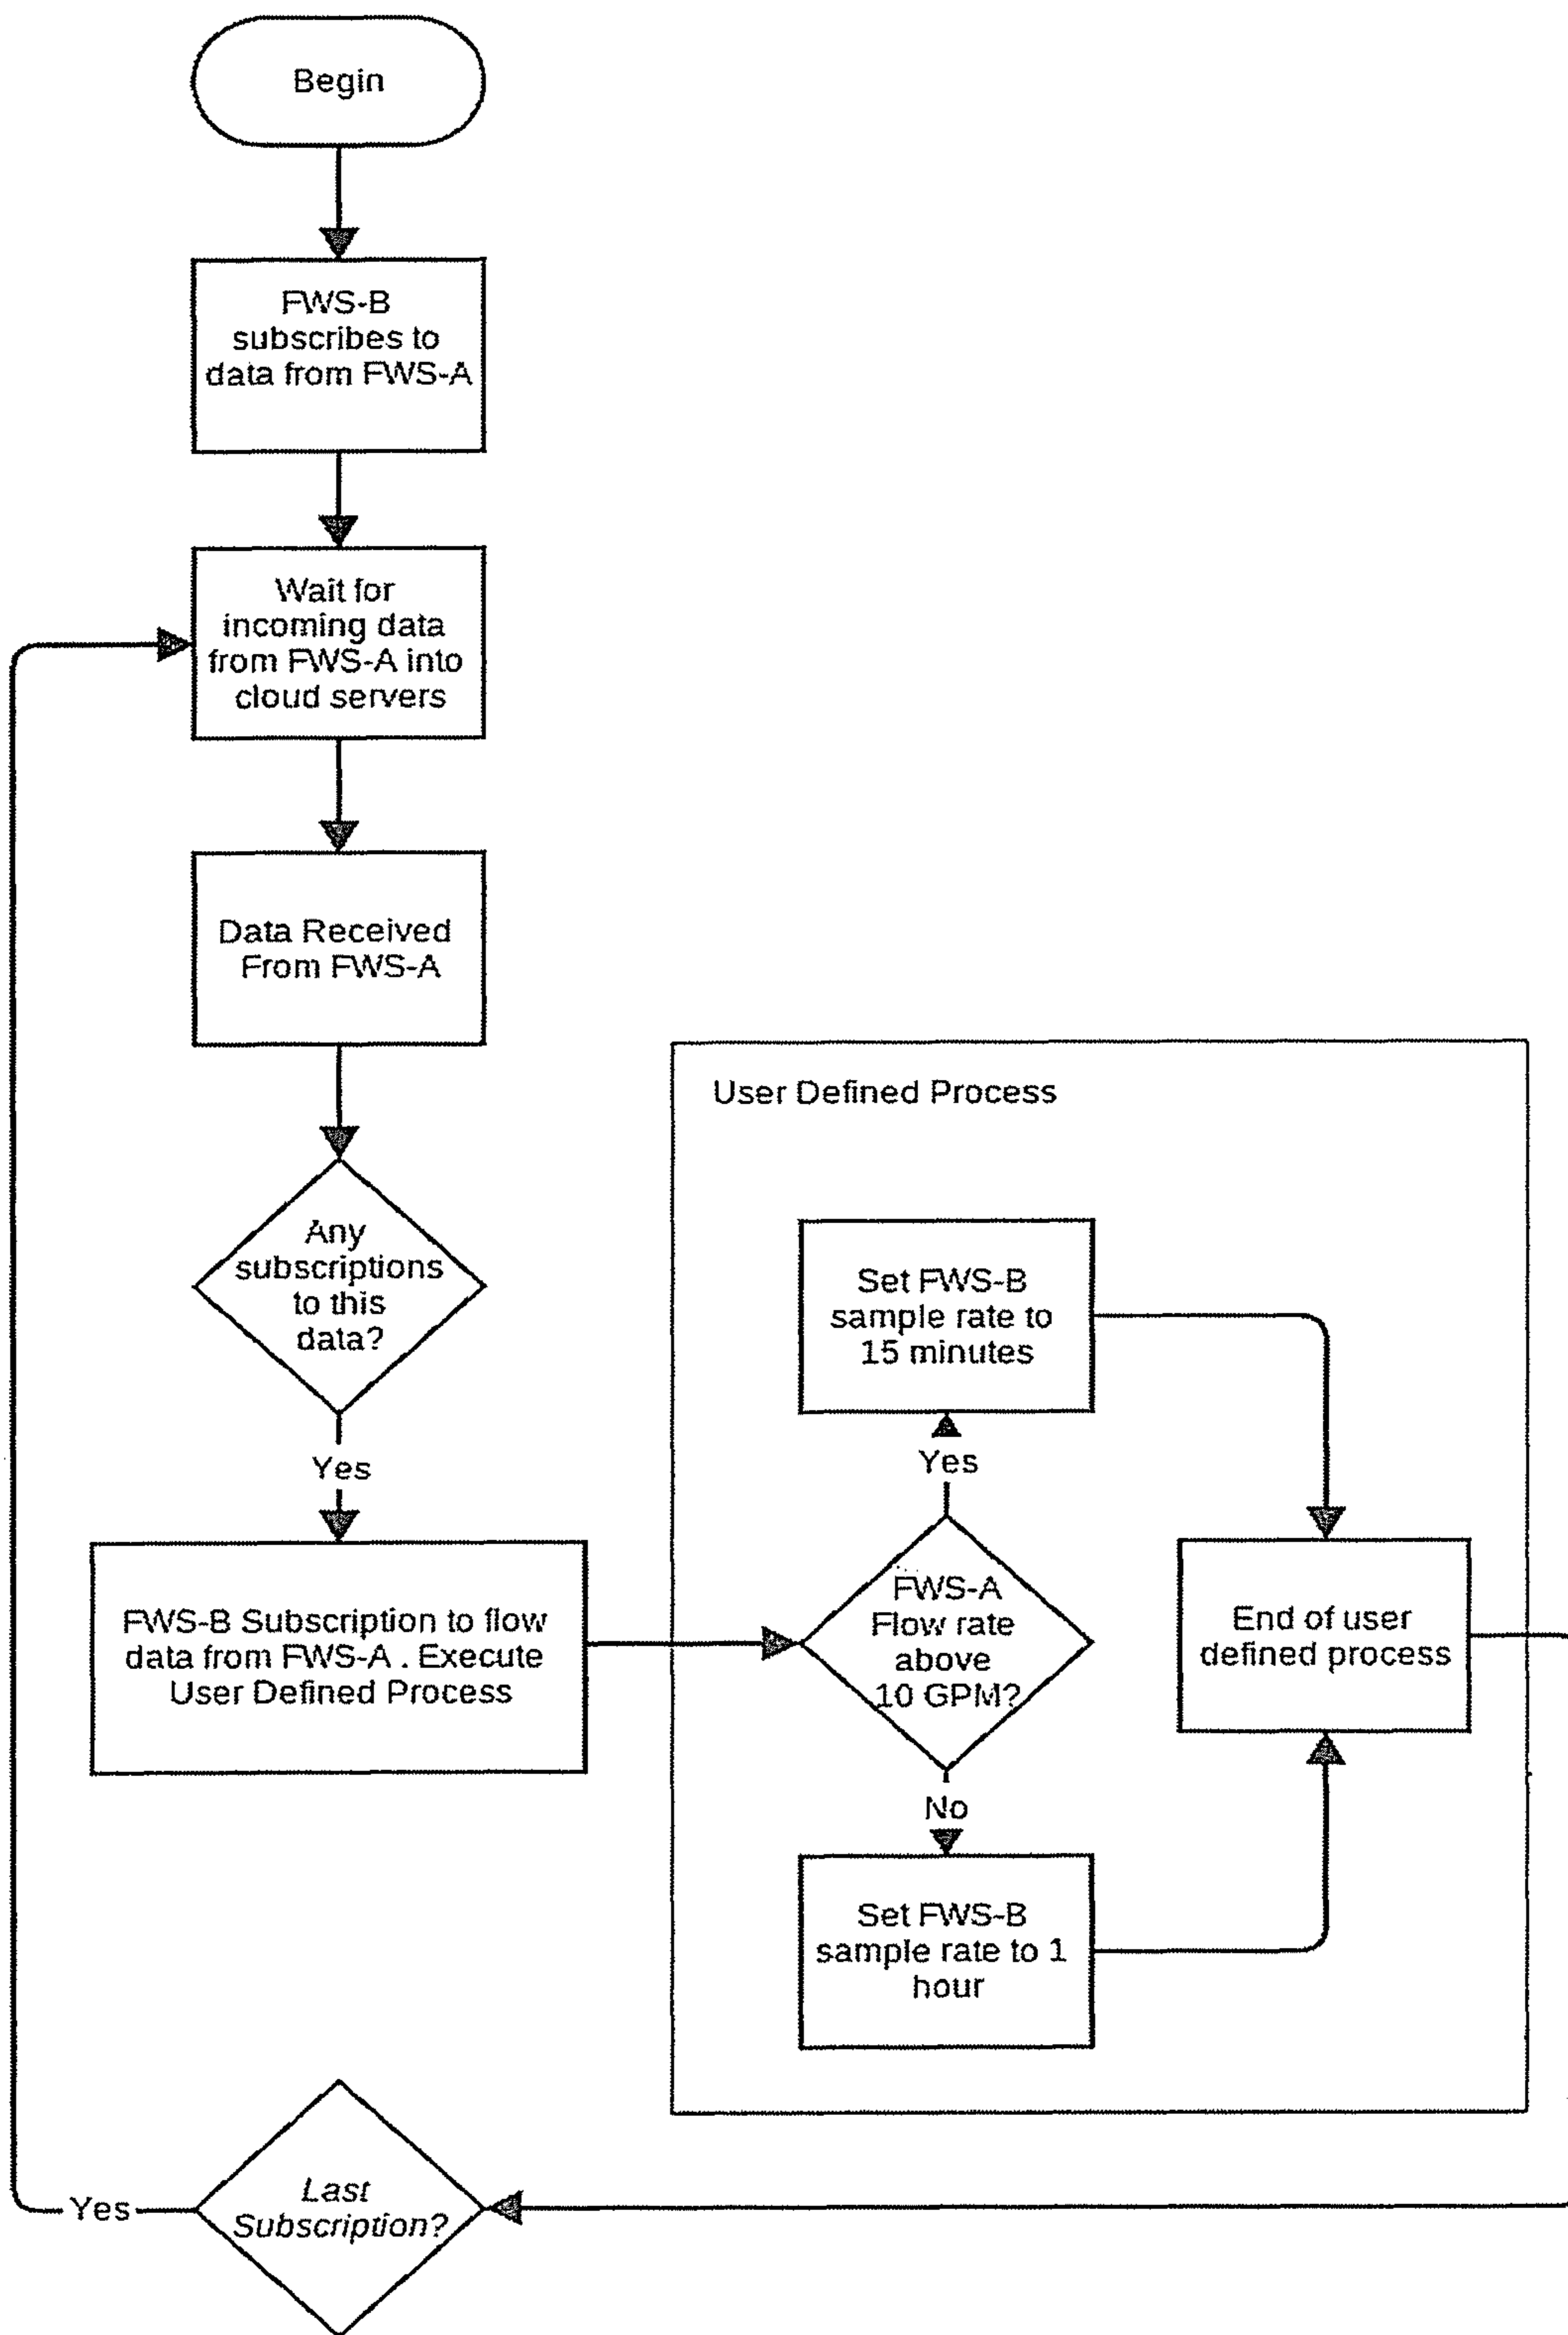 Begin
FWS-B
subscribes to
data from FWS-A
Wait for
incoming data
from FWS-A into
cloud servers
Data Received
From FWS-A
Any
subscriptions
to this
data?
Yes
FWS-B Subscription to flow
data from FWS-A . Execute
User Defined Process
User Defined Process
Set FWS-B
sample rate to
15 minutes
Yes
FWS-A
Flow rate
above
10 GPM?
No
Set FWS-B
sample rate to 1
hour
End of user
defined process
Last
Subscription?
Yes